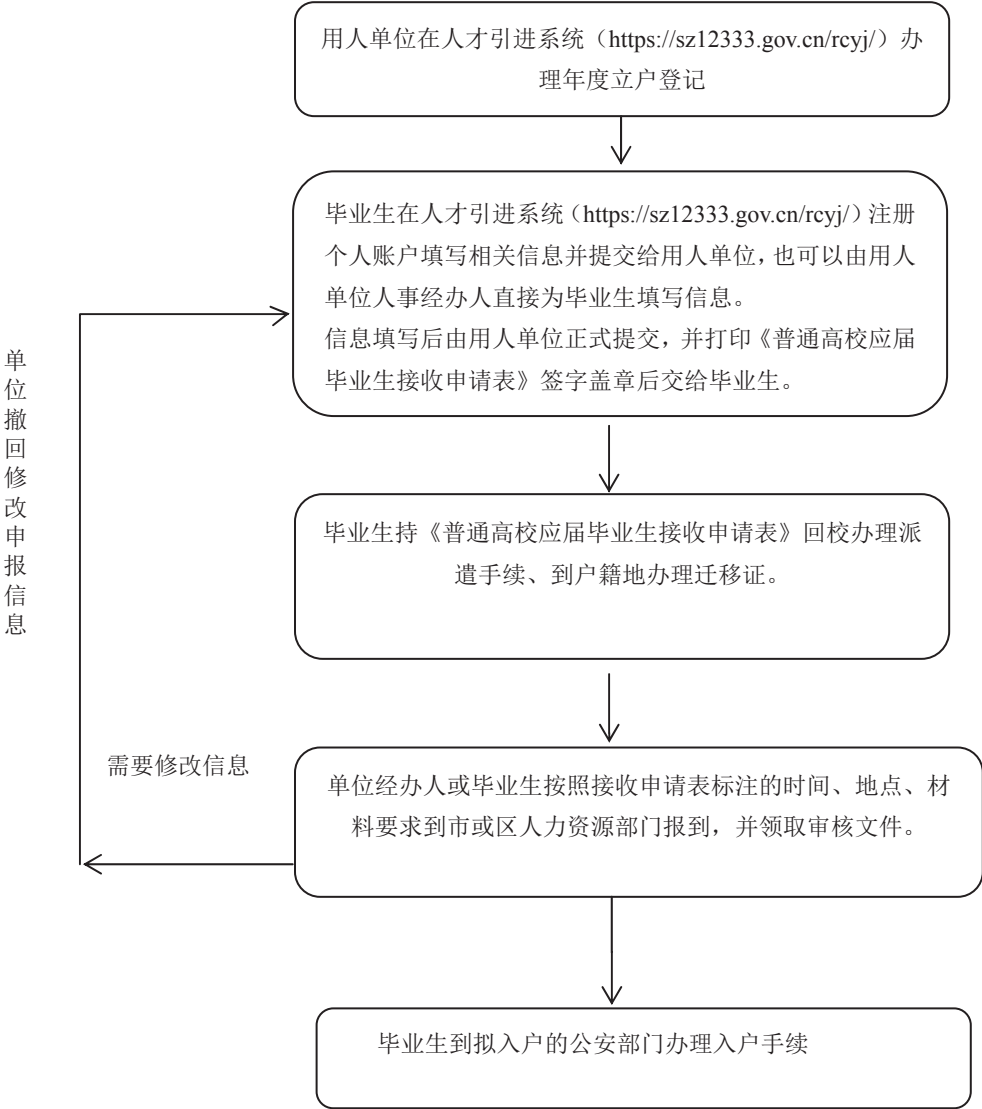 用人单位在人才引进系统（https://sz12333.gov.cn/rcyj/）办
理年度立户登记
毕业生在人才引进系统（https://sz12333.gov.cn/rcyj/）注册
个人账户填写相关信息并提交给用人单位，也可以由用人
单位人事经办人直接为毕业生填写信息。
信息填写后由用人单位正式提交，并打印《普通高校应届
毕业生接收申请表》签字盖章后交给毕业生。
单位撤回修改申报信息
毕业生持《普通高校应届毕业生接收申请表》回校办理派
遣手续、到户籍地办理迁移证。
需要修改信息
单位经办人或毕业生按照接收申请表标注的时间、地点、材
料要求到市或区人力资源部门报到，并领取审核文件。
毕业生到拟入户的公安部门办理入户手续